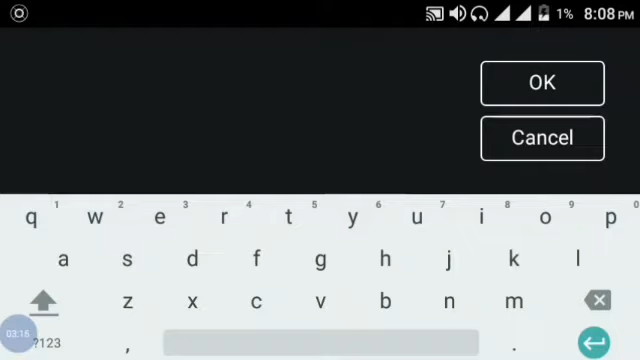 1% 8:08 PM
OK
Cancel
1 2 3 4 5 6 7 8 9 0
q w e r t y u i o p
a s d f g h j k l
z x c v b n m
03:16 ?123 , .